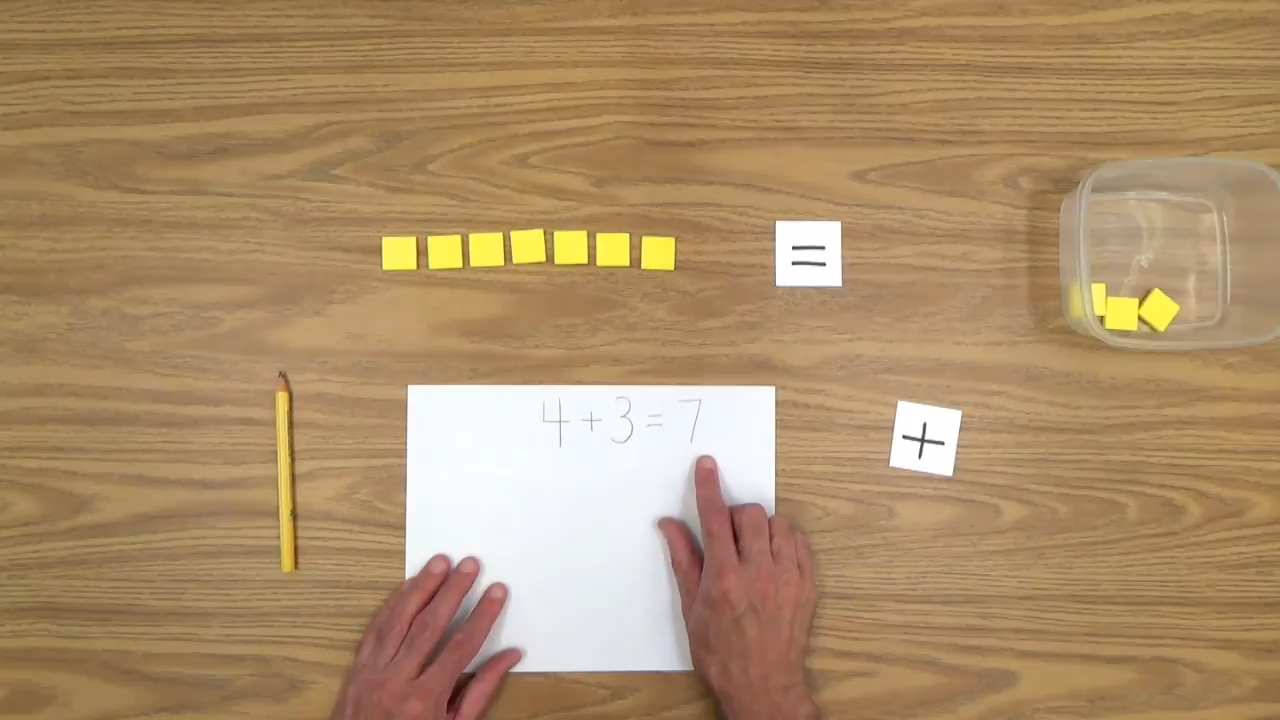 =
4 + 3 = 7
+